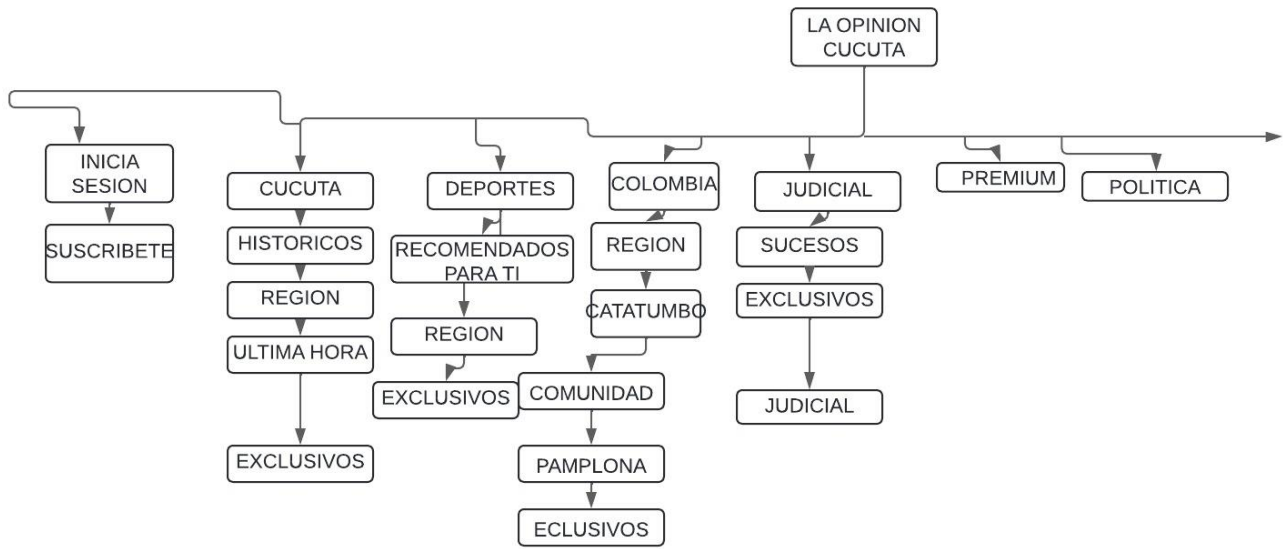 LA OPINION
CUCUTA
INICIA
SESION
SUSCRIBETE
CUCUTA
HISTORICOS
REGION
ULTIMA HORA
EXCLUSIVOS
DEPORTES
RECOMENDADOS
PARA TI
REGION
EXCLUSIVOS
COLOMBIA
REGION
CATATUMBO
COMUNIDAD
PAMPLONA
ECLUSIVOS
JUDICIAL
SUCESOS
EXCLUSIVOS
JUDICIAL
PREMIUM
POLITICA